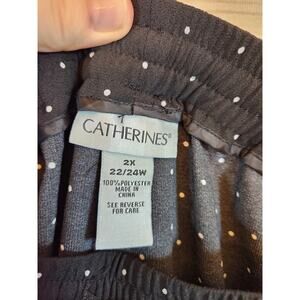 CATHERINES®
2X
22/24W
100% POLYESTER
MADE IN
CHINA
SEE REVERSE
FOR CARE